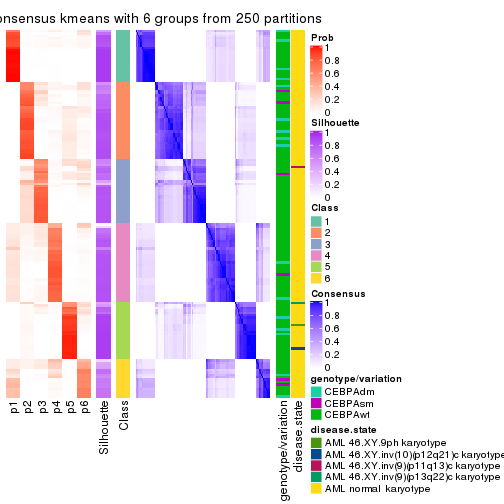 onsensus kmeans with 6 groups from 250 partitions
Prob
1
0.8
0.6
0.4
0.2
0
Silhouette
1
0.8
0.6
0.4
0.2
0
Class
1
2
3
4
5
6
Consensus
1
0.8
0.6
0.4
0.2
0
genotype/variation
CEBPAdm
CEBPAsm
CEBPAwt
disease.state
AML 46.XY,9ph karyotype
AML 46.XY,inv(10)(p12q21)c karyotype
AML 46.XY,inv(9)(p11q13)c karyotype
AML 46.XY,inv(9)(p13q22)c karyotype
AML normal karyotype
p1
p2
p3
p4
p5
p6
Silhouette
Class
genotype/variation
disease.state